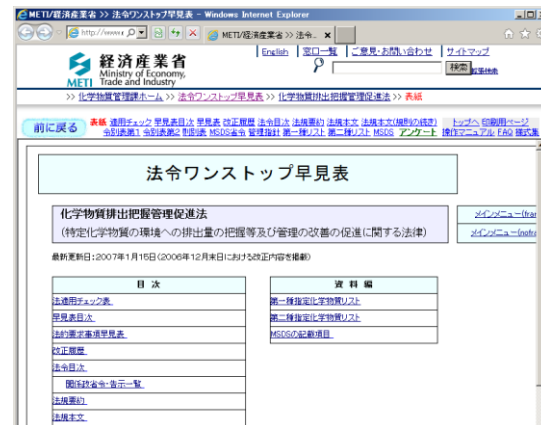 METI/経済産業省 >> 法令ワンストップ早見表 - Windows Internet Explorer
METI/経済産業省 >> 法令...
English | 窓口一覧 | ご意見・お問い合わせ | サイトマップ
経済産業省
Ministry of Economy,
METI Trade and Industry
検索
>> 化学物質管理課ホーム >> 法令ワンストップ早見表 >> 化学物質排出把握管理促進法 >> 表紙
前に戻る
表紙 適用チェック 早見表目次 早見表 改正履歴 法令目次 法規要約 法規本文 法規本文(規則の続き) トップへ 印刷用ページ
令別表第1 令別表第2 則別表 MSDS省令 管理指針 第一種リスト 第二種リスト MSDS アンケート 操作マニュアル FAQ 様式集
法令ワンストップ早見表
化学物質排出把握管理促進法
(特定化学物質の環境への排出量の把握等及び管理の改善の促進に関する法律)
メインメニュー(fra
メインメニュー(nofra
最新更新日:2007年1月15日(2006年12月末日における改正内容を掲載)
目 次
資 料 編
法適用チェック表
第一種指定化学物質リスト
早見表目次
第二種指定化学物質リスト
法的要求事項早見表
MSDSの記載項目
改正履歴
法令目次
関係政省令・告示一覧
法規要約
法規本文